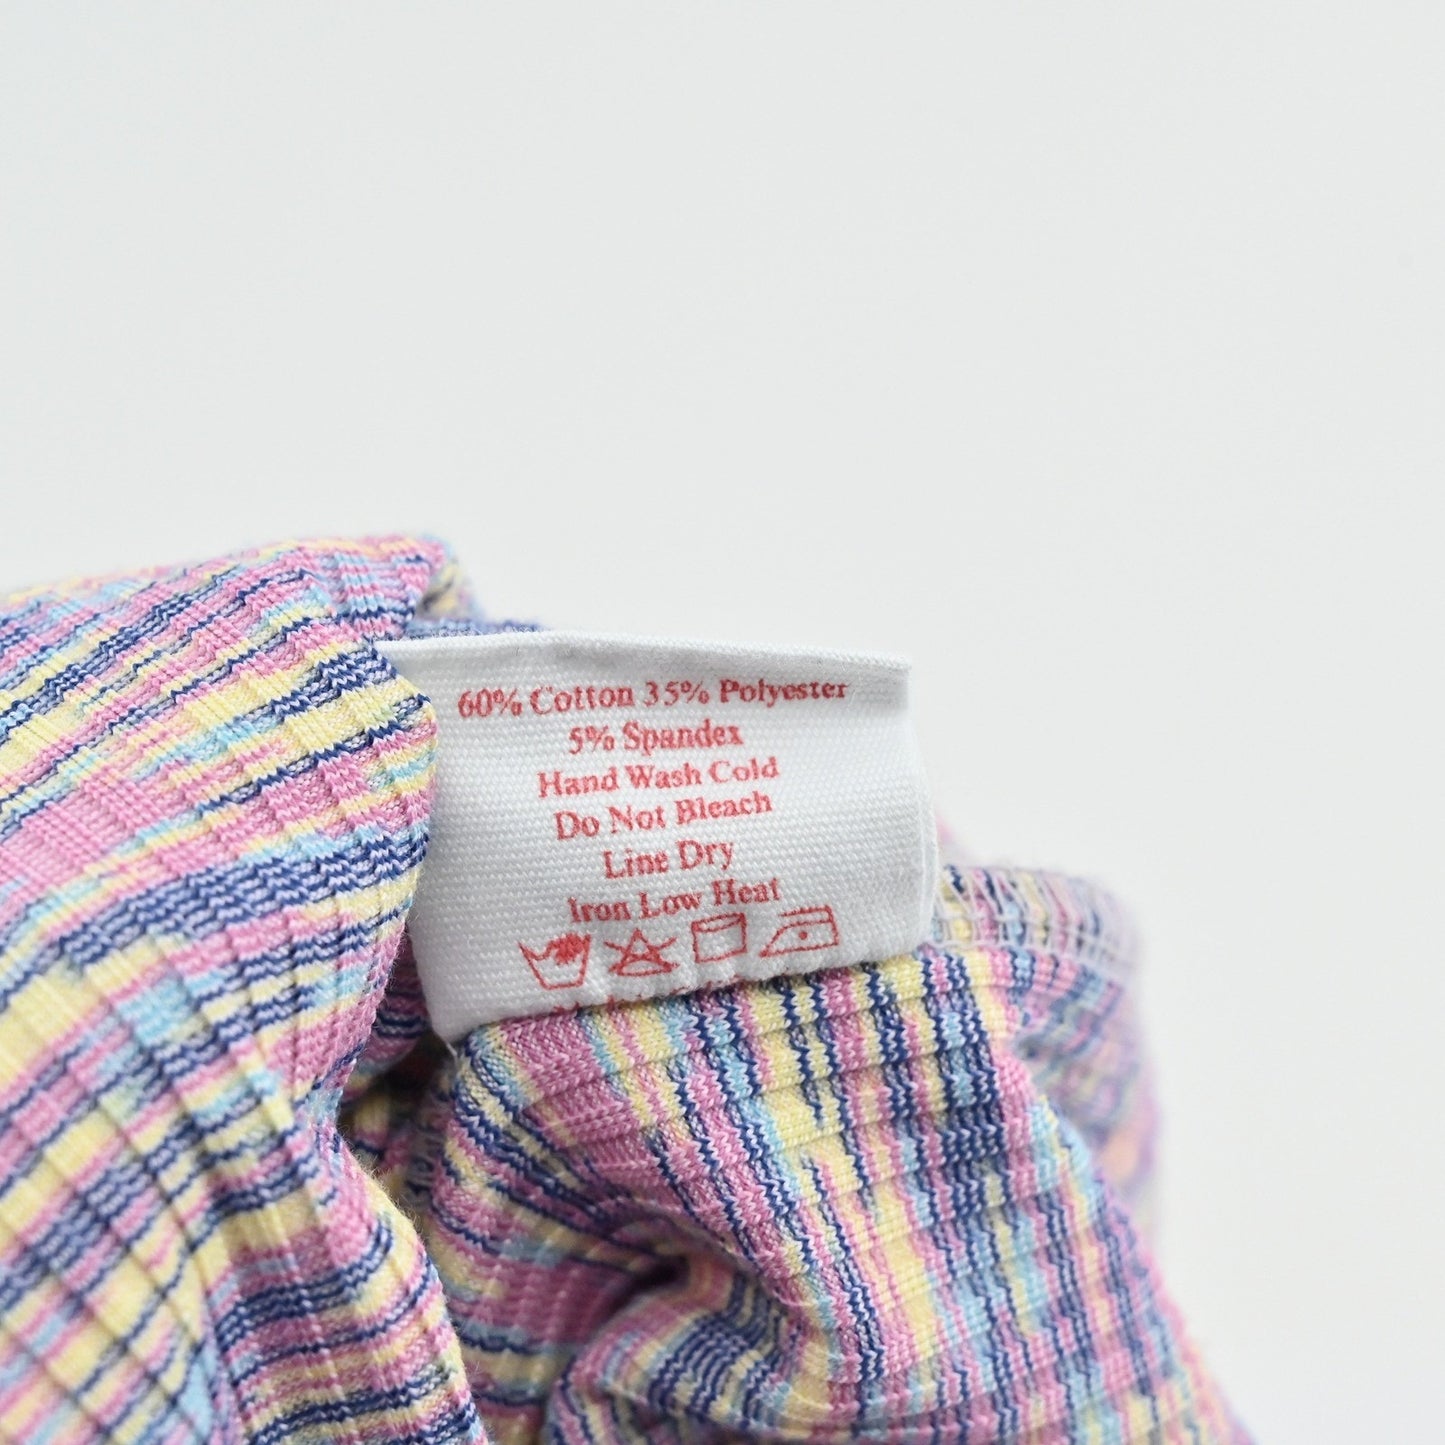 60% Cotton 35% Polyester
5% Spandex
Hand Wash Cold
Do Not Bleach
Line Dry
Iron Low Heat